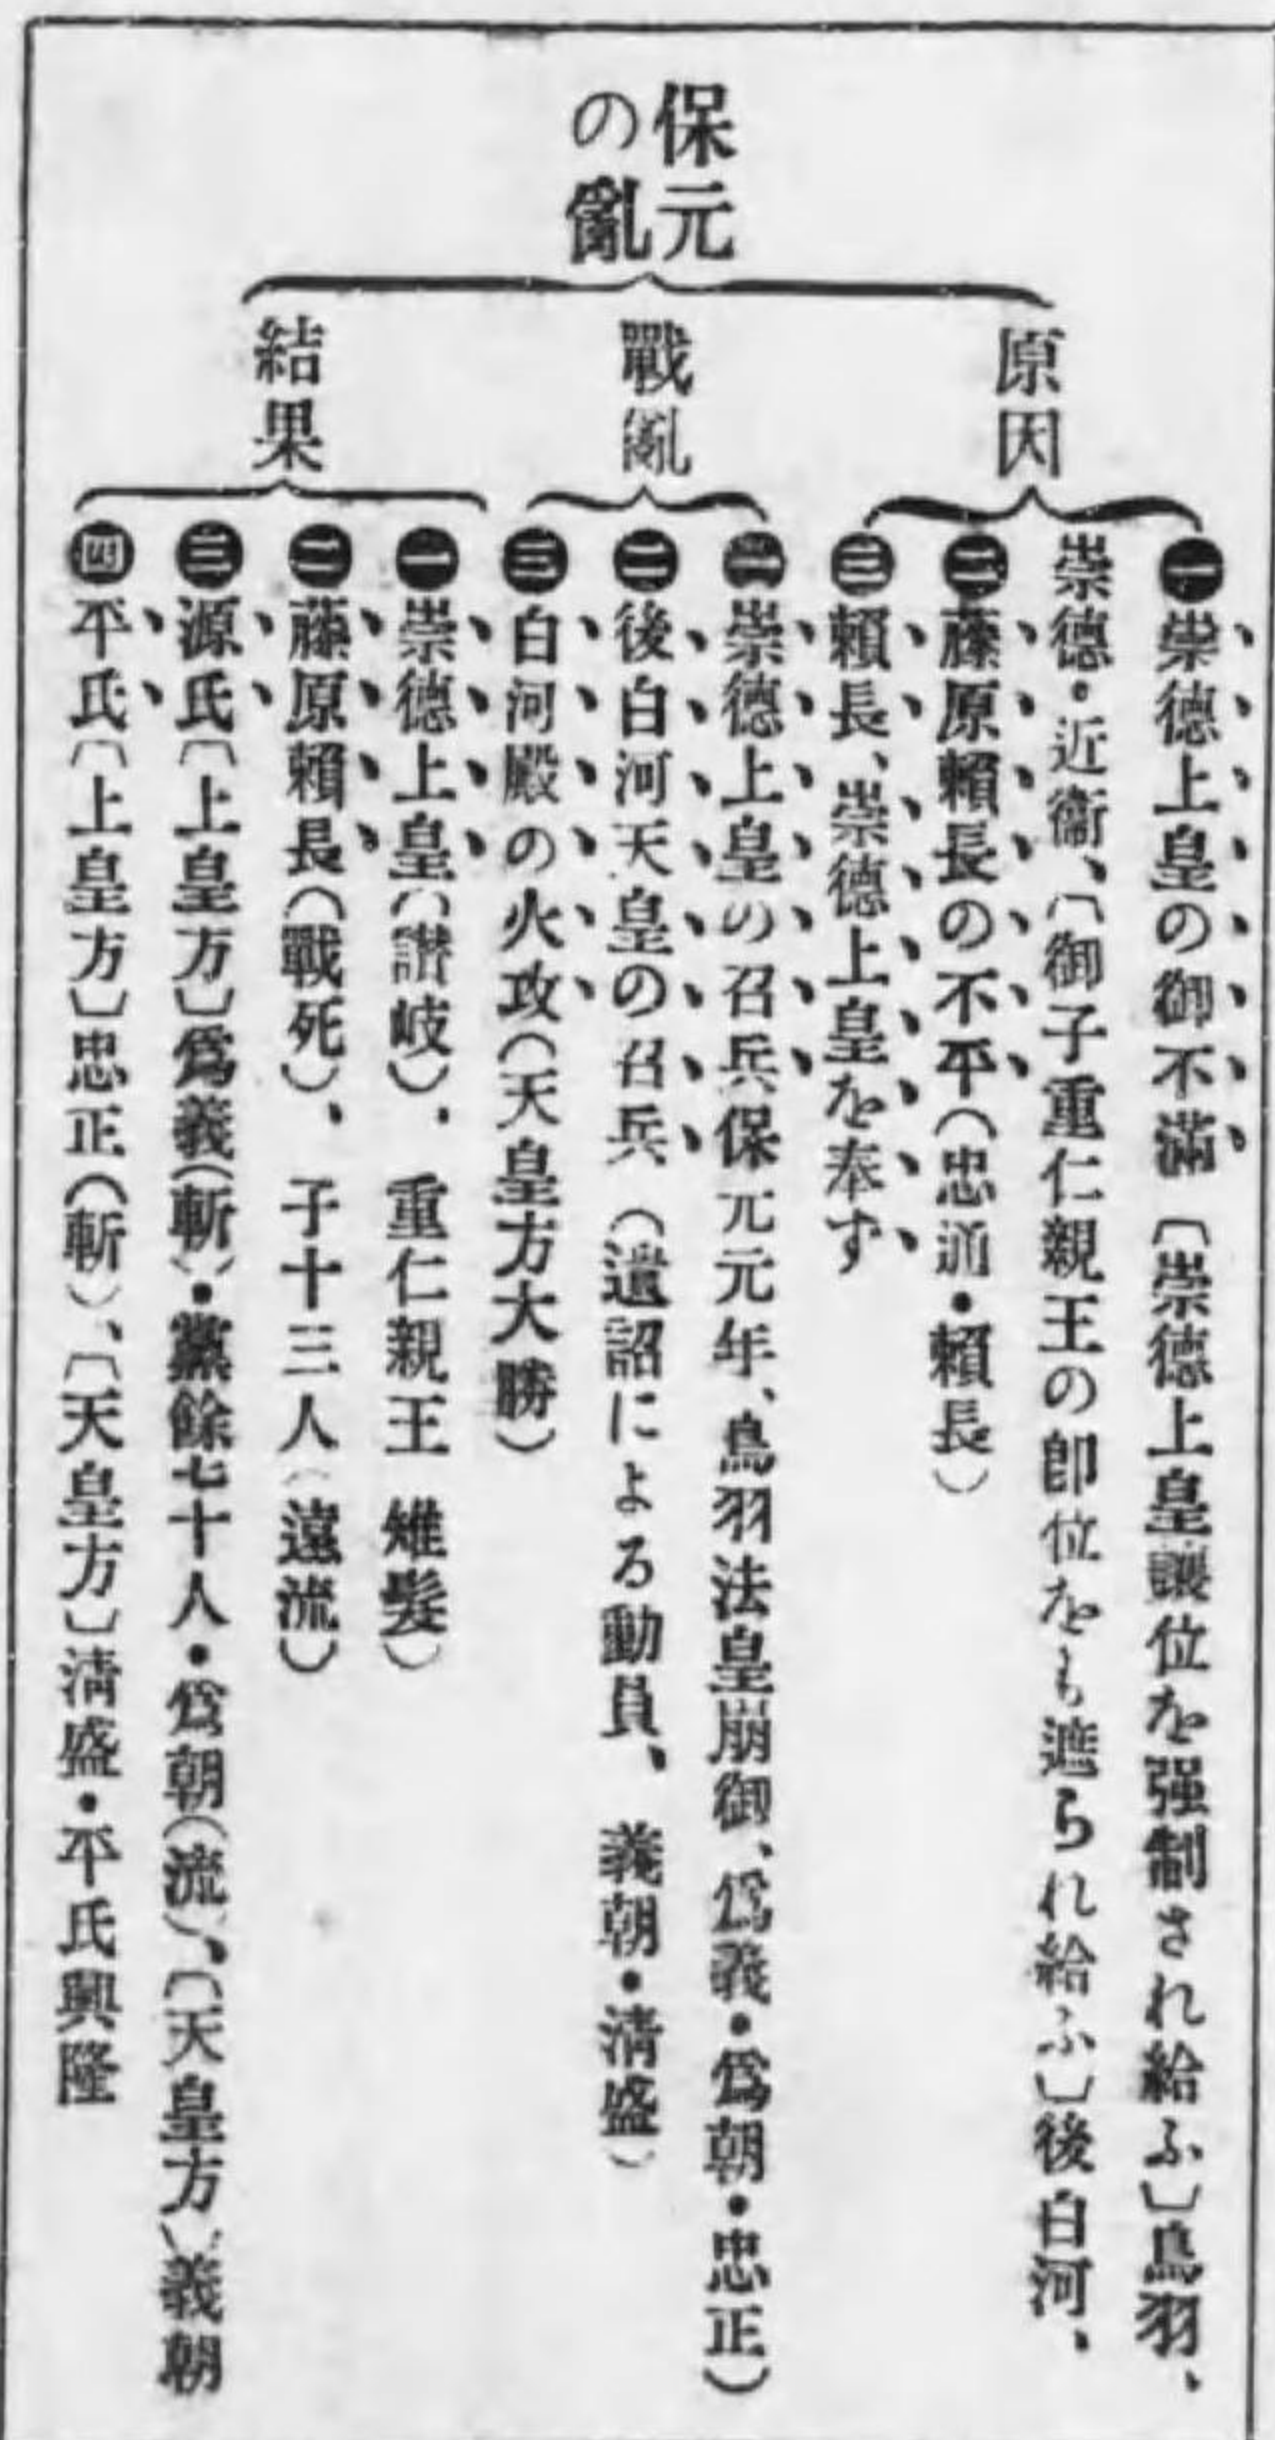 保元
の亂
原因
㊀崇德上皇の御不滿〔崇德上皇讓位を强制され給ふ〕鳥羽、
崇德・近衞、〔御子重仁親王の卽位をも遮られ給ふ〕後白河、
㊁藤原賴長の不平(忠通・賴長)
㊂賴長、崇德上皇を奉ず
戰亂
㊀崇德上皇の召兵保元元年、鳥羽法皇崩御、爲義・爲朝・忠正)
㊁後白河天皇の召兵(遺詔による動員、義朝・淸盛)
㊂白河殿の火攻(天皇方大勝)
結果
㊀崇德上皇(讃岐)、重仁親王 雉髮)
㊁藤原賴長(戰死)、子十三人(遠流)
㊂源氏〔上皇方〕爲義(斬)・黨餘七十人・爲朝(流)、〔天皇方〕義朝
㊃平氏〔上皇方〕忠正(斬)、〔天皇方〕淸盛・平氏興隆